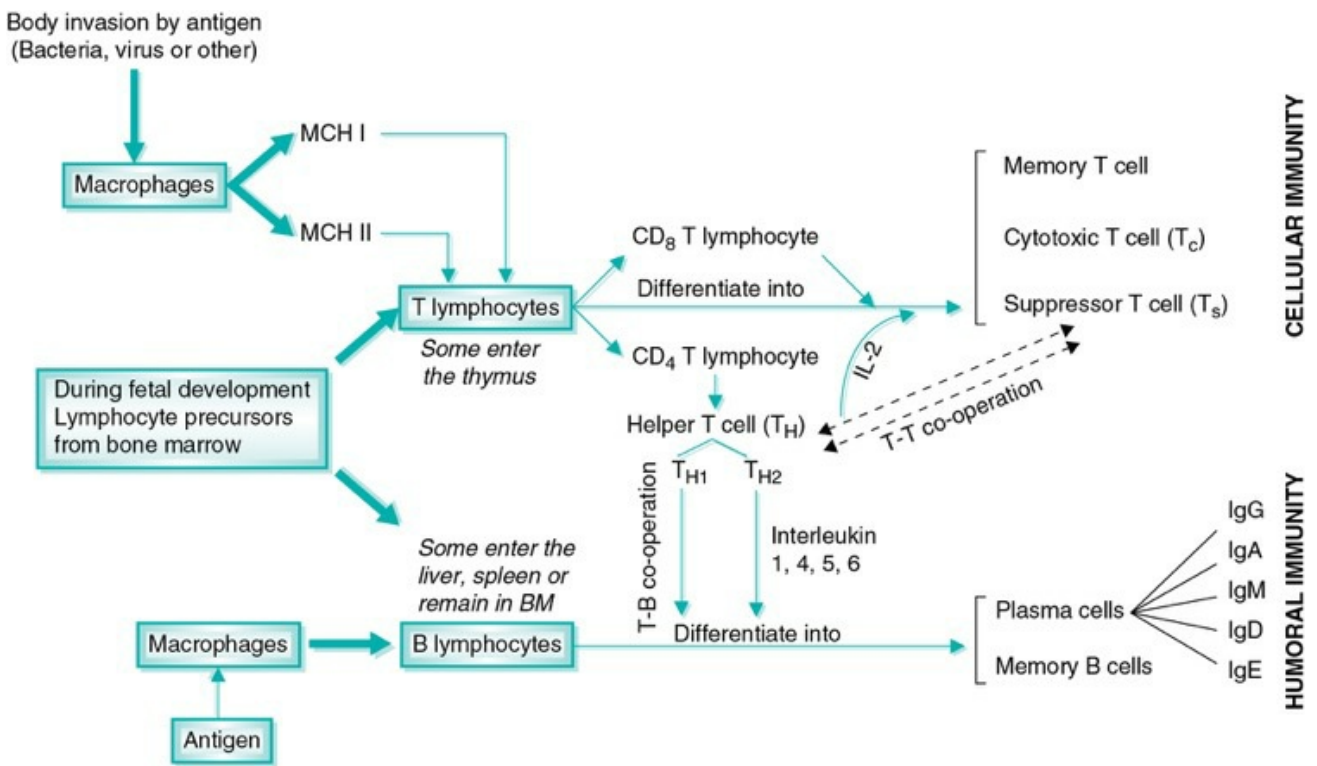 Body invasion by antigen
(Bacteria, virus or other)
Macrophages
MCH I
MCH II
T lymphocytes
Some enter
the thymus
During fetal development
Lymphocyte precursors
from bone marrow
CD8 T lymphocyte
Differentiate into
CD4 T lymphocyte
Helper T cell (TH)
IL-2
T-T co-operation
Memory T cell
Cytotoxic T cell (Tc)
Suppressor T cell (Ts)
CELLULAR IMMUNITY
TH1
TH2
T-B co-operation
Interleukin
1, 4, 5, 6
Some enter the
liver, spleen or
remain in BM
Macrophages
B lymphocytes
Differentiate into
Antigen
Plasma cells
Memory B cells
IgG
IgA
IgM
IgD
IgE
HUMORAL IMMUNITY